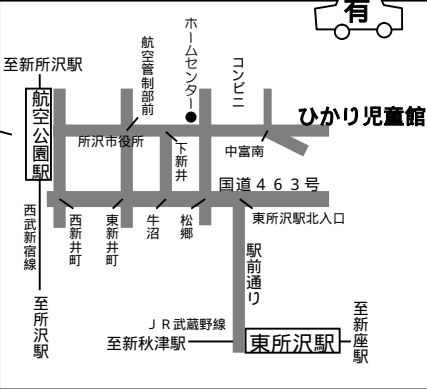 有
至新所沢駅
航空公園駅
西武新宿線
至所沢駅
航空管制部前
ホームセンター
コンビニ
ひかり児童館
所沢市役所
下新井
中富南
国道４６３号
西新井町
東新井町
牛沼
松郷
東所沢駅北入口
駅前通り
ＪＲ武蔵野線
至新秋津駅
東所沢駅
至新座駅